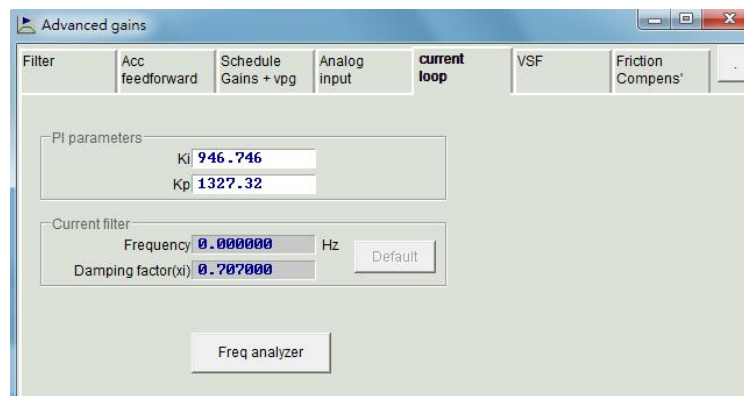 Advanced gains
Filter
Acc feedforward
Schedule Gains + vpg
Analog input
current loop
VSF
Friction Compens'
.
PI parameters
Ki 946.746
Kp 1327.32
Current filter
Frequency 0.000000 Hz
Damping factor(xi) 0.707000
Default
Freq analyzer